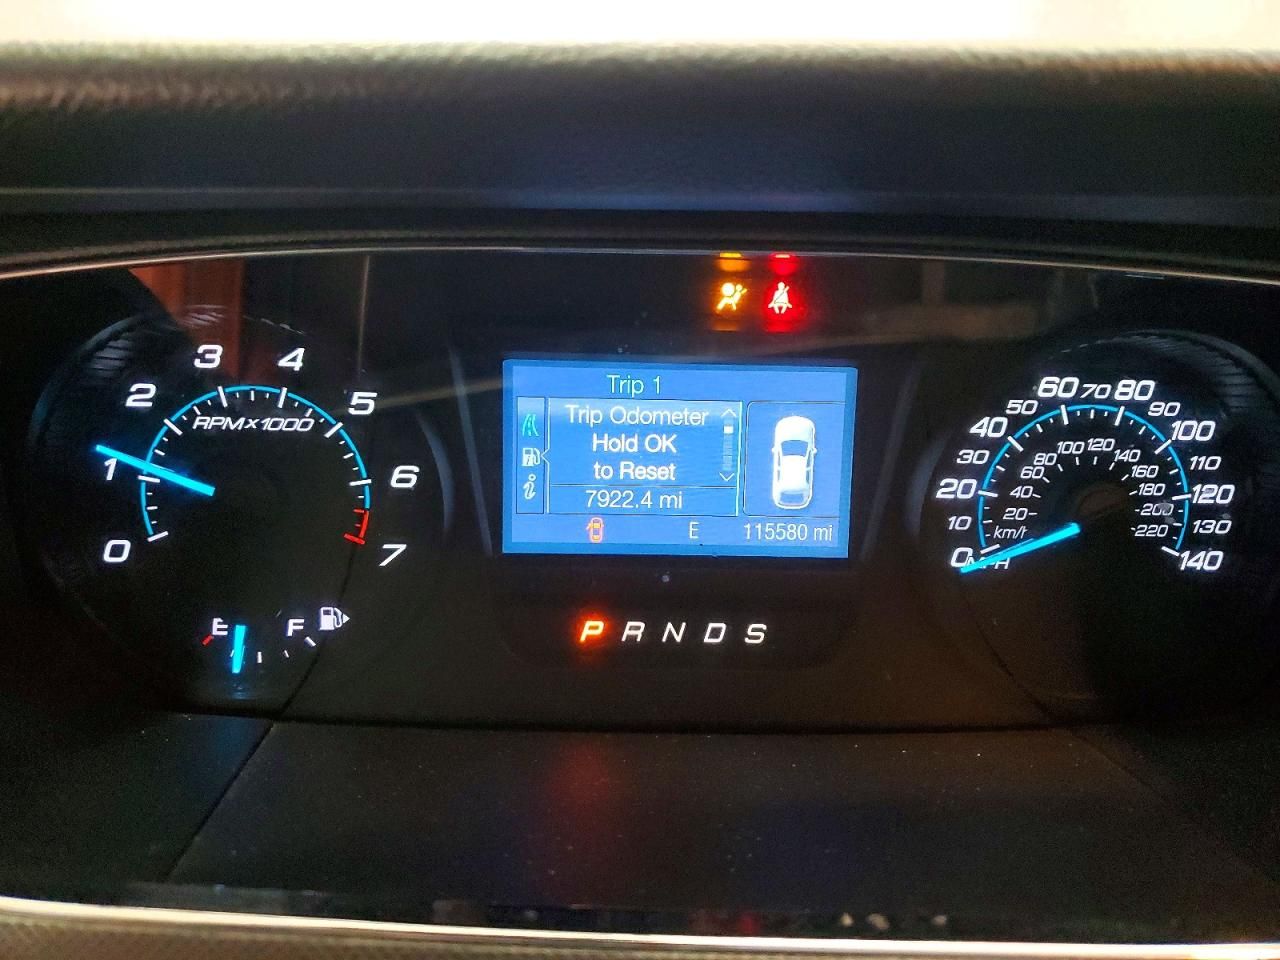 Trip 1
Trip Odometer
Hold OK
to Reset
7922.4 mi
E 115580 mi
0 1 2 3 4 5 6 7
RPMx1000
E F
P R N D S
0 10 20 30 40 50 60 70 80 90 100 110 120 130 140
MPH
20 40 60 80 100 120 140 160 180 200 220
km/h